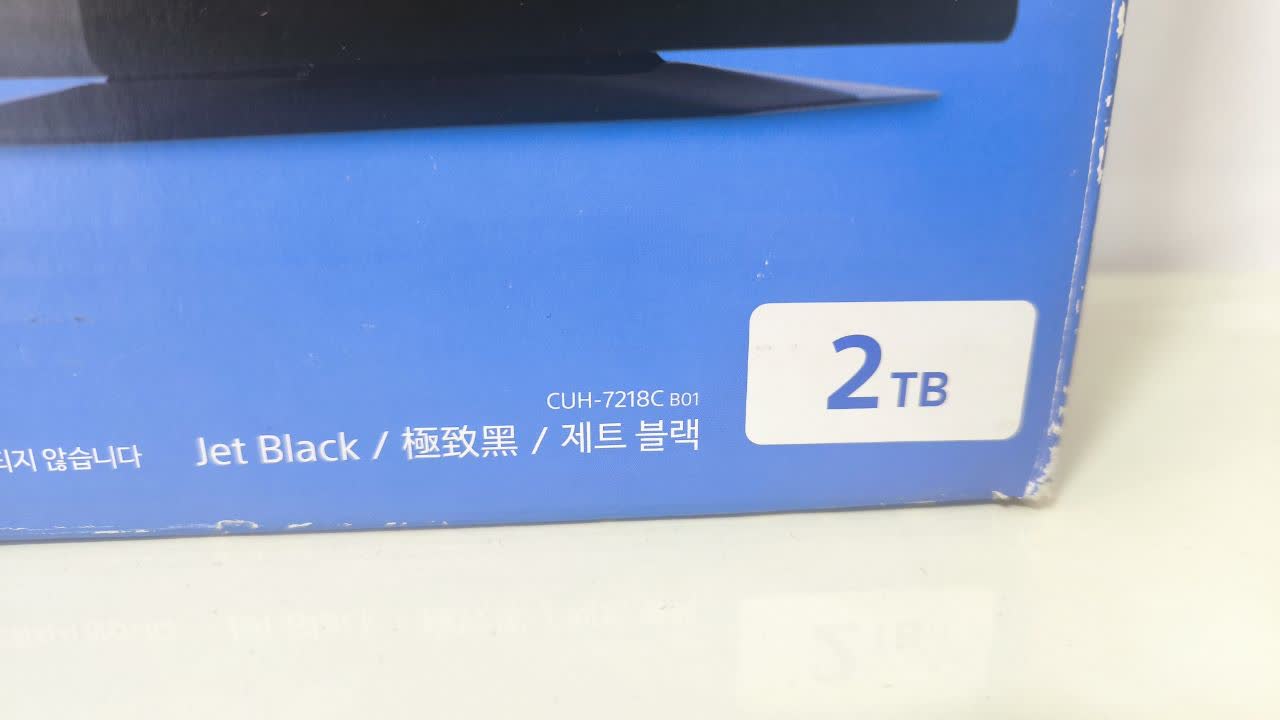 2TB
CUH-7218C B01
Jet Black / 極致黑 / 제트 블랙
되지 않습니다